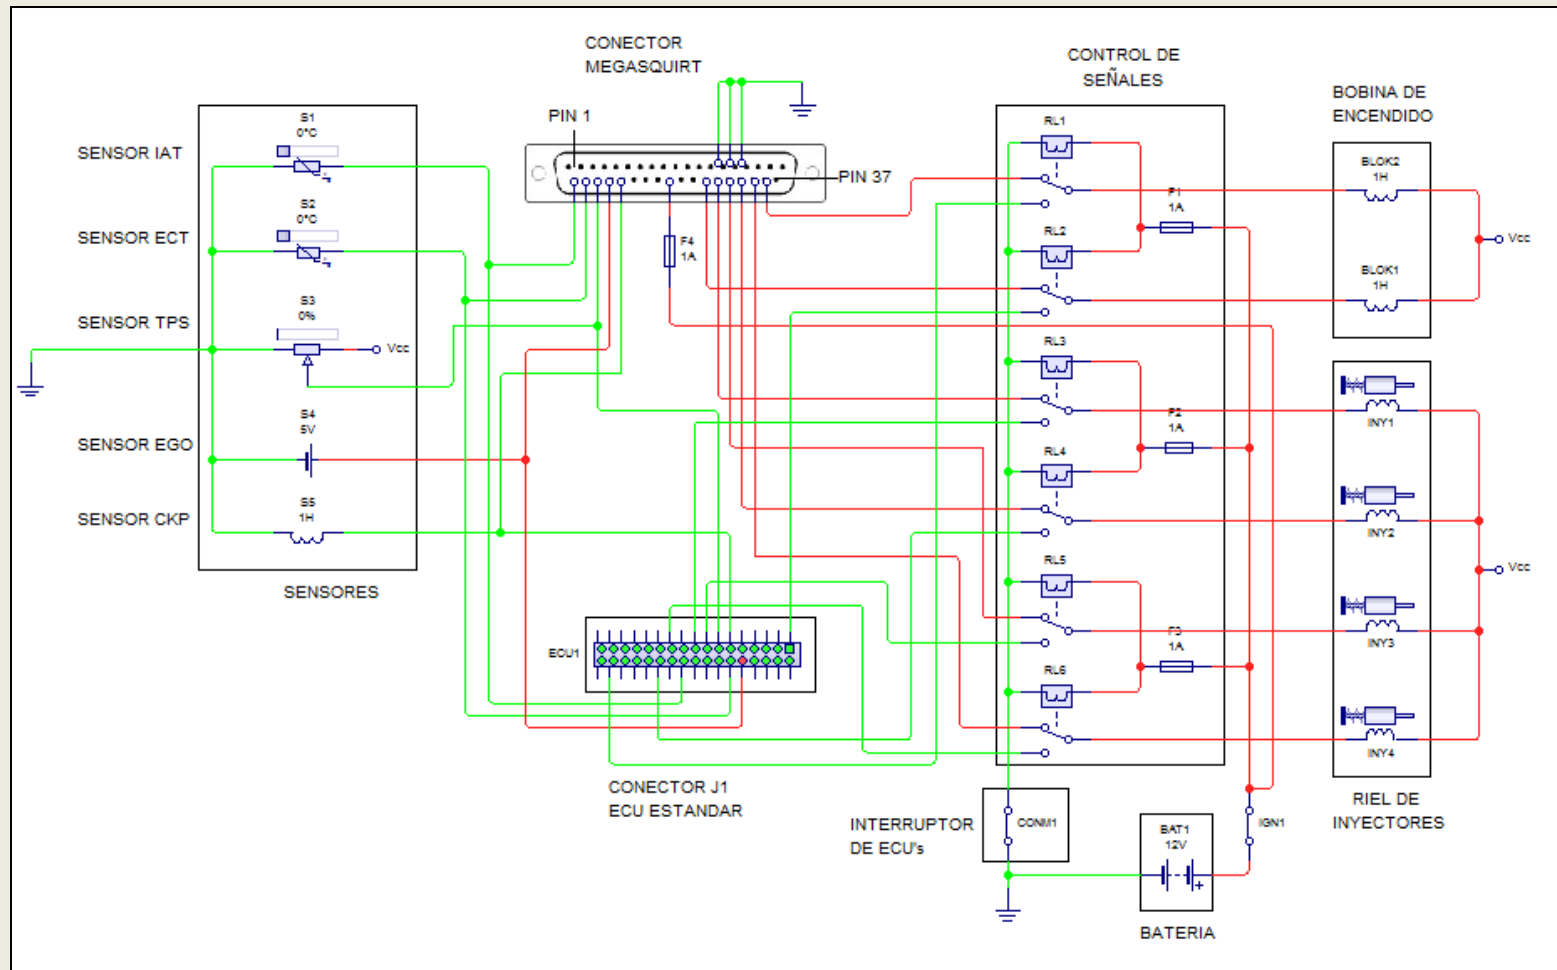 CONECTOR
MEGASQUIRT
PIN 1
PIN 37
CONTROL DE
SEÑALES
BOBINA DE
ENCENDIDO
SENSOR IAT
S1
0°C
SENSOR ECT
S2
0°C
SENSOR TPS
S3
0%
Vcc
SENSOR EGO
S4
5V
SENSOR CKP
S5
1H
SENSORES
F4
1A
ECU1
CONECTOR J1
ECU ESTANDAR
RL1
RL2
RL3
RL4
RL5
RL6
F1
1A
F2
1A
F3
1A
BLOK2
1H
BLOK1
1H
Vcc
INY1
INY2
INY3
INY4
Vcc
RIEL DE
INYECTORES
INTERRUPTOR
DE ECU's
CONM1
BAT1
12V
IGN1
BATERIA